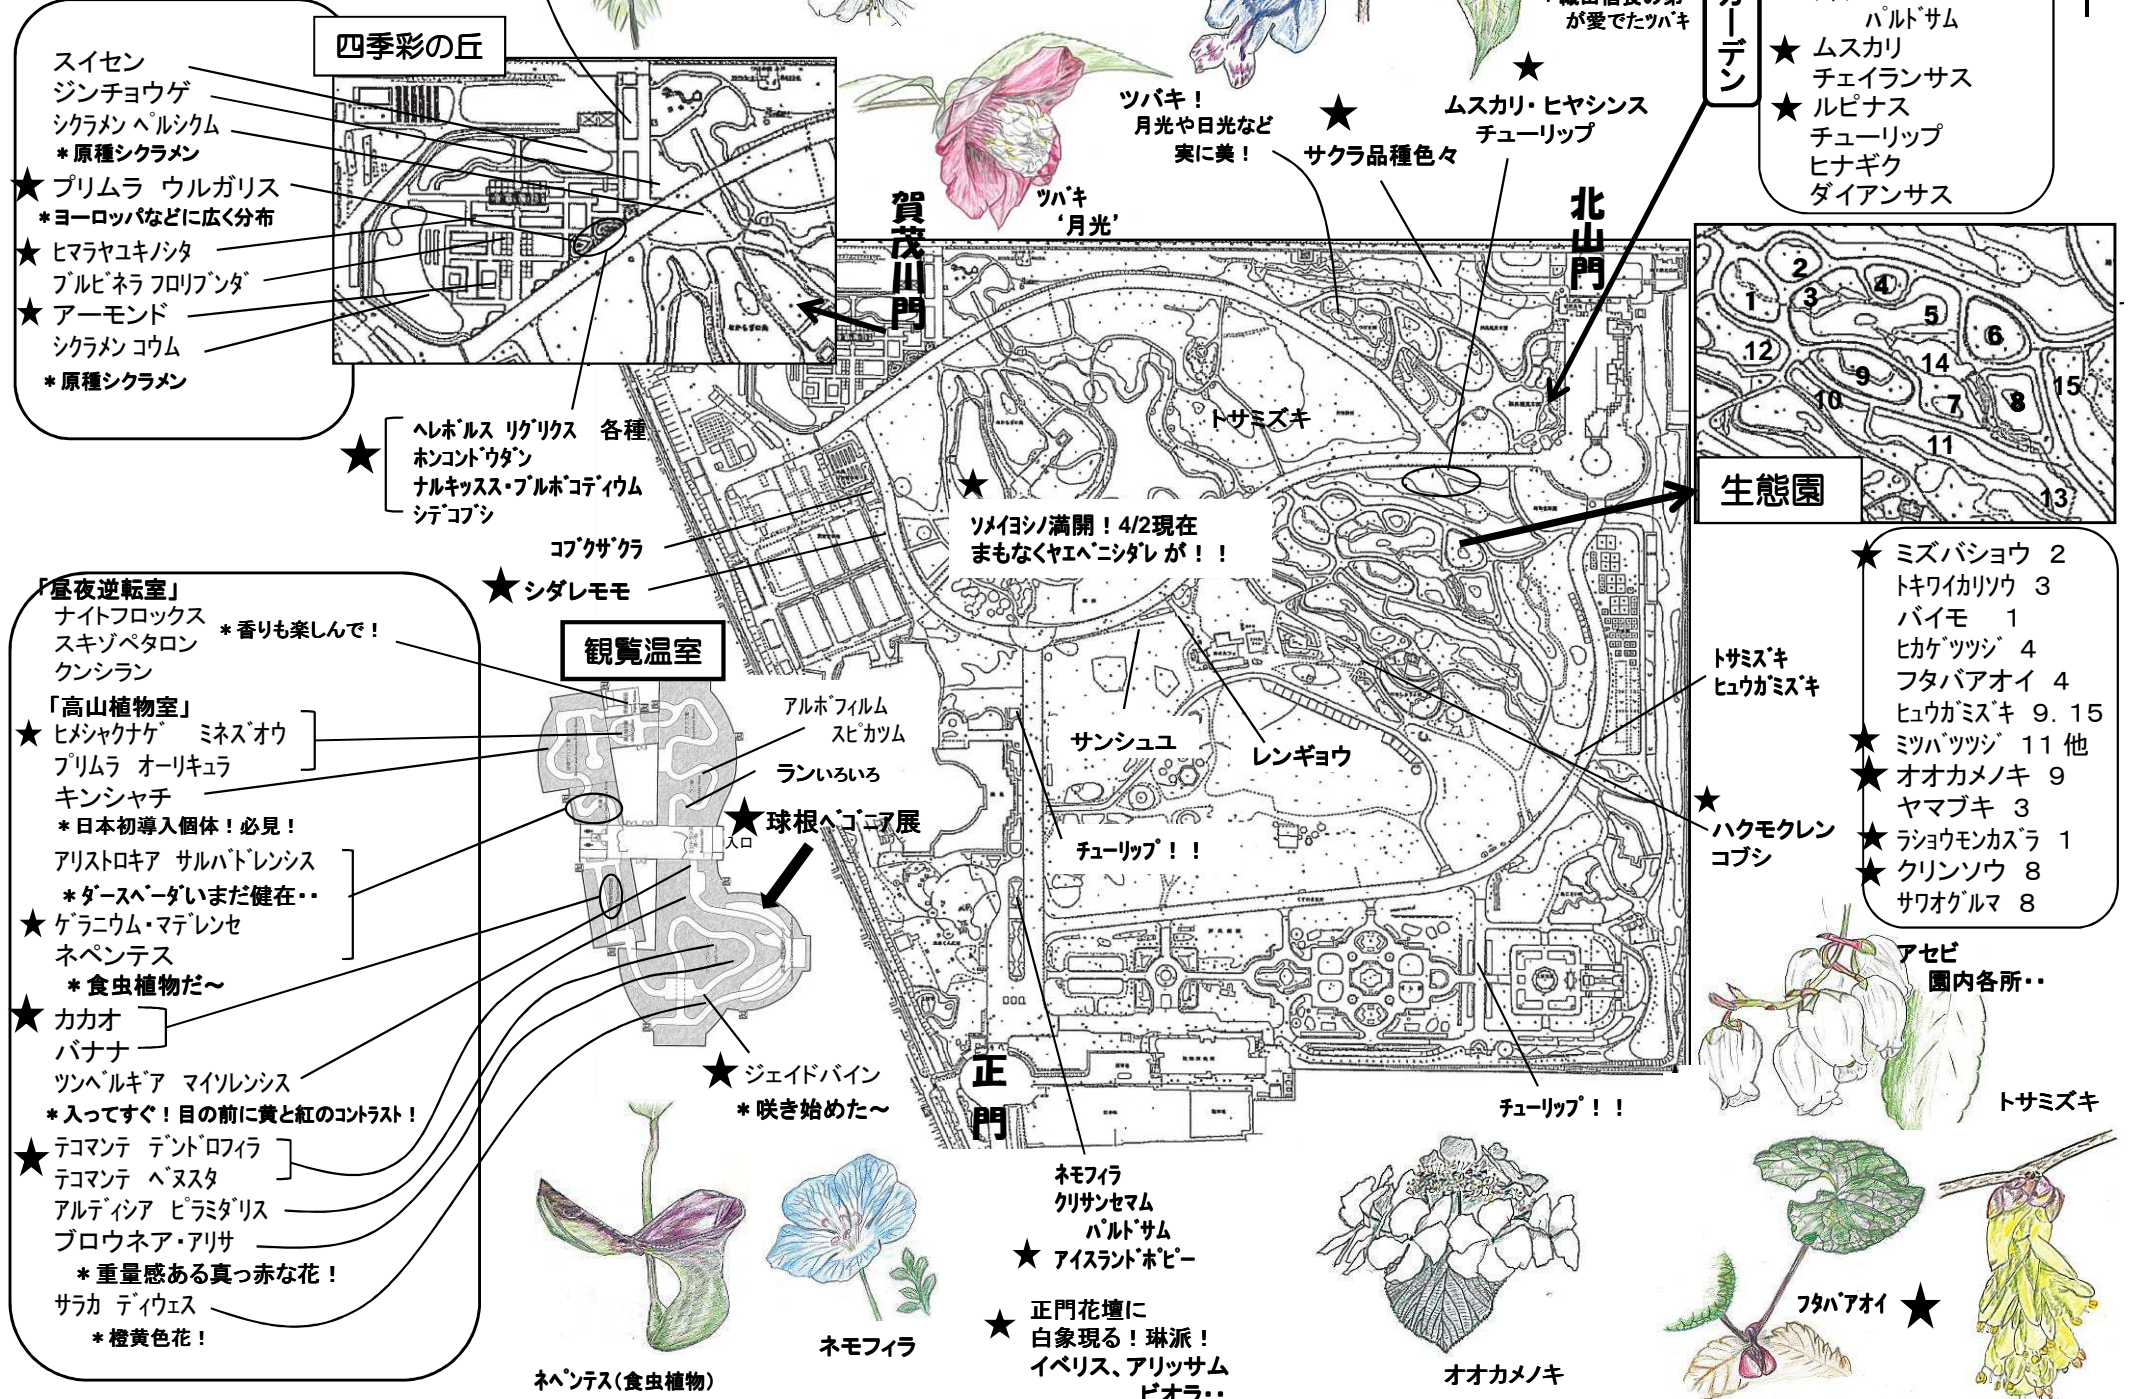 四季彩の丘
スイセン
ジンチョウゲ
シクラメン ペルシクム
＊原種シクラメン
★ プリムラ ウルガリス
＊ヨーロッパなどに広く分布
★ ヒマラヤユキノシタ
ブルビネラ フロリブンダ
★ アーモンド
シクラメン コウム
＊原種シクラメン
が愛でたツバキ
ツバキ！
月光や日光など
実に美！
ツバキ
‘月光’
★
サクラ品種色々
★
ムスカリ・ヒヤシンス
チューリップ
ガーデン
パルドサム
★ ムスカリ
チェイランサス
★ ルピナス
チューリップ
ヒナギク
ダイアンサス
賀茂川門
北山門
トサミズキ
1
2
3
4
5
6
12
9
14
15
10
7
8
11
13
生態園
★
ヘレボルス リグリクス 各種
ホンコンドウダン
ナルキッスス・ブルボコディウム
シデコブシ
コブクザクラ
★ シダレモモ
★
ソメイヨシノ満開！4/2現在
まもなくヤエベニシダレ が！！
★ ミズバショウ 2
トキワイカリソウ 3
バイモ 1
ヒカゲツツジ 4
フタバアオイ 4
ヒュウガミズキ 9. 15
★ ミツバツツジ 11 他
★ オオカメノキ 9
ヤマブキ 3
★ ラショウモンカズラ 1
★ クリンソウ 8
サワオグルマ 8
「昼夜逆転室」
ナイトフロックス
スキゾペタロン
＊香りも楽しんで！
クンシラン
「高山植物室」
★ ヒメシャクナゲ ミネズオウ
プリムラ オーリキュラ
キンシャチ
＊日本初導入個体！必見！
アリストロキア サルバドレンシス
＊ダースベーダいまだ健在・・
★ ゲラニウム・マデレンセ
ネペンテス
＊食虫植物だ～
★ カカオ
バナナ
ツンベルギア マイソレンシス
＊入ってすぐ！目の前に黄と紅のコントラスト！
★ テコマンテ デンドロフィラ
テコマンテ ベヌスタ
アルディシア ピラミダリス
ブロウネア・アリサ
＊重量感ある真っ赤な花！
サラカ ディウェス
＊橙黄色花！
観覧温室
アルボフィルム
スピカツム
ランいろいろ
★ 球根ベゴニア展
入口
★ ジェイドバイン
＊咲き始めた～
サンシュユ
レンギョウ
トサミズキ
ヒュウガミズキ
★
ハクモクレン
コブシ
チューリップ！！
正門
チューリップ！！
アセビ
園内各所・・
トサミズキ
ネモフィラ
クリサンセマム
パルドサム
★ アイスランドポピー
★ 正門花壇に
白象現る！琳派！
イベリス、アリッサム
ビオラ・・
ネペンテス（食虫植物）
ネモフィラ
オオカメノキ
フタバアオイ ★